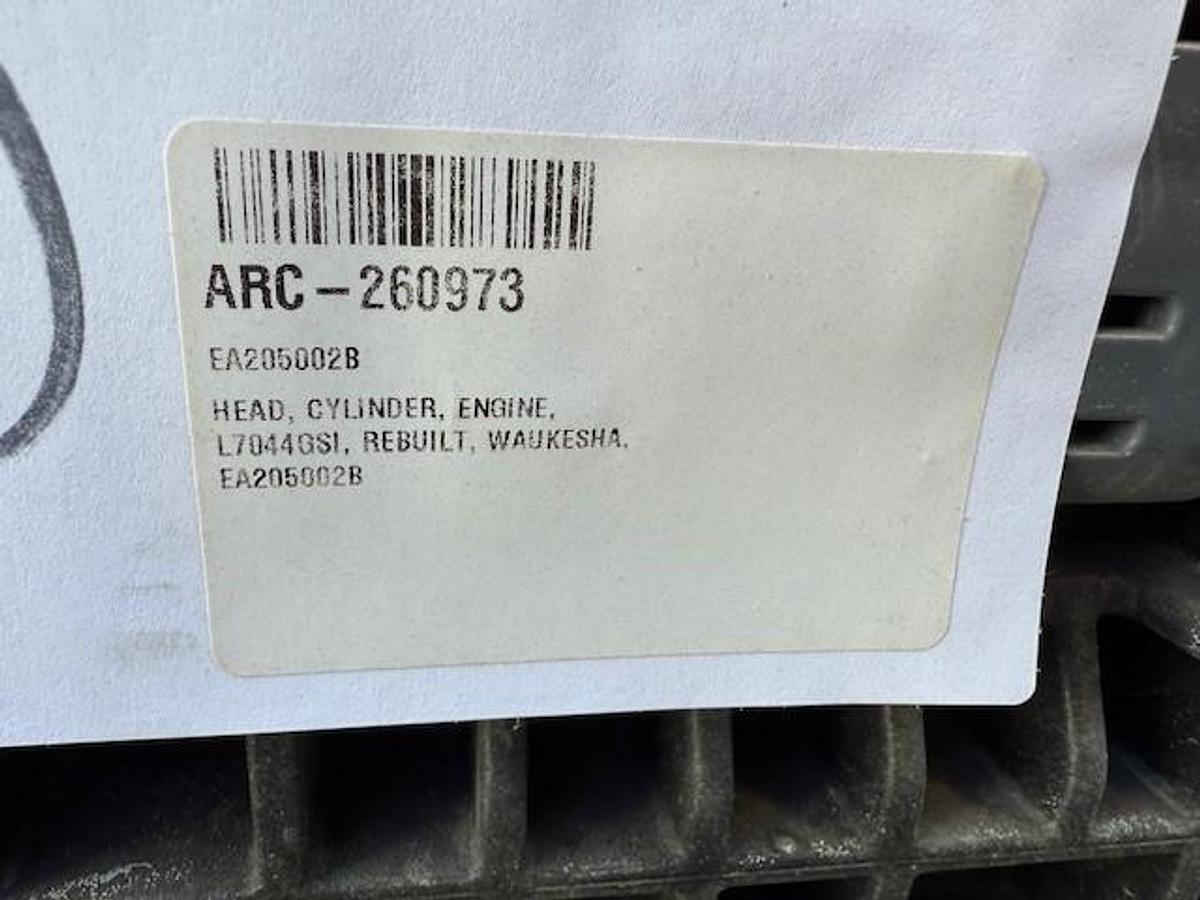 ARC-260973
EA205002B
HEAD, CYLINDER, ENGINE,
L7044GSI, REBUILT, WAUKESHA,
EA205002B